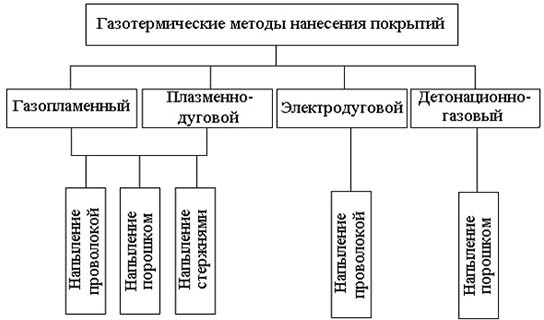 Газотермические методы нанесения покрытий
Газопламенный
Плазменно-
дуговой
Электродуговой
Детонационно-
газовый
Напыление
проволокой
Напыление
порошком
Напыление
стержнями
Напыление
проволокой
Напыление
порошком